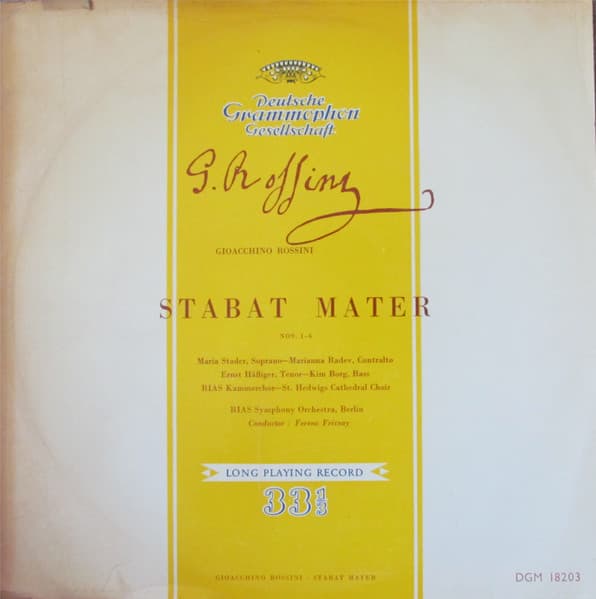 Deutsche
Grammophon
Gesellschaft
G. Rossini
GIOACCHINO ROSSINI
STABAT MATER
NOS. 1-6
Maria Stader, Soprano—Marianna Radev, Contralto
Ernst Häfliger, Tenor—Kim Borg, Bass
RIAS Kammerchor—St. Hedwigs Cathedral Choir
RIAS Symphony Orchestra, Berlin
Conductor : Ferenc Fricsay
LONG PLAYING RECORD
33⅓
GIOACCHINO ROSSINI · STABAT MATER
DGM 18203